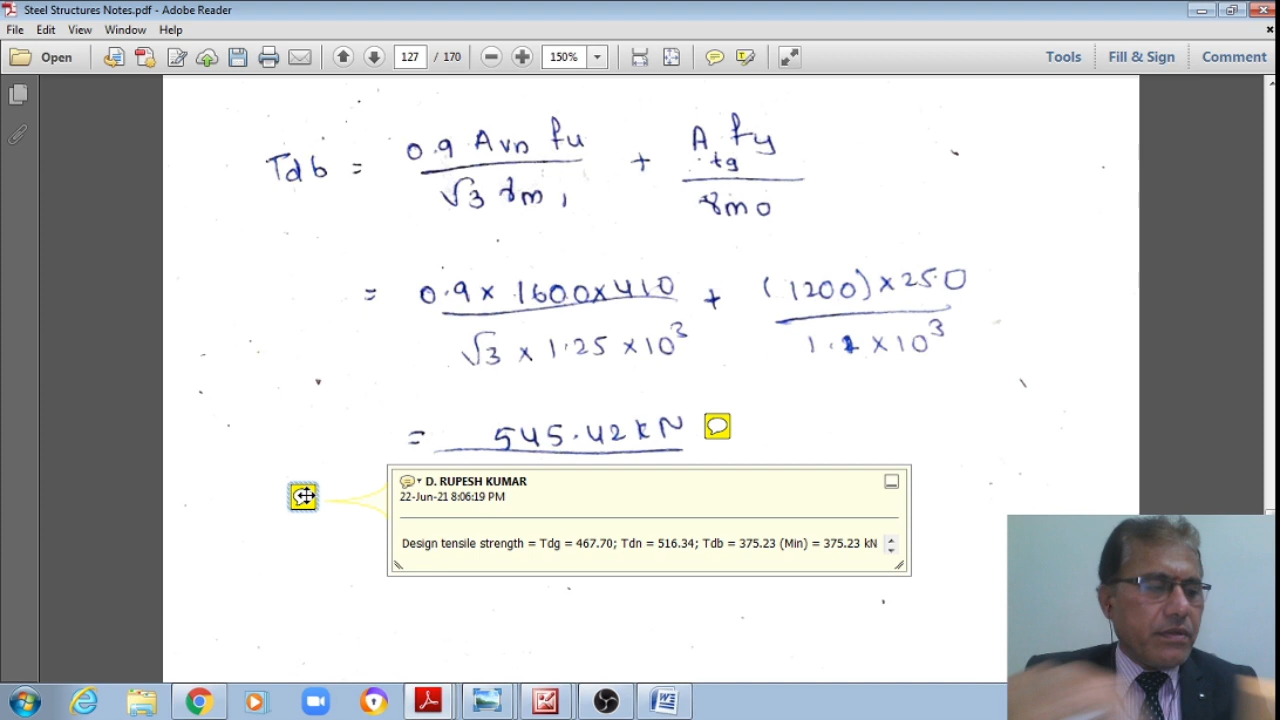 Steel Structures Notes.pdf - Adobe Reader
File Edit View Window Help
Open 127 / 170 150% Tools Fill & Sign Comment
Tdb = 0.9 Avn fu / √3 γm1 + Atg fy / γm0
= 0.9 × 1600 × 410 / √3 × 1.25 × 10³ + (1200) × 250 / 1.1 × 10³
= 545.42 kN
D. RUPESH KUMAR
22-Jun-21 8:06:19 PM
Design tensile strength = Tdg = 467.70; Tdn = 516.34; Tdb = 375.23 (Min) = 375.23 kN